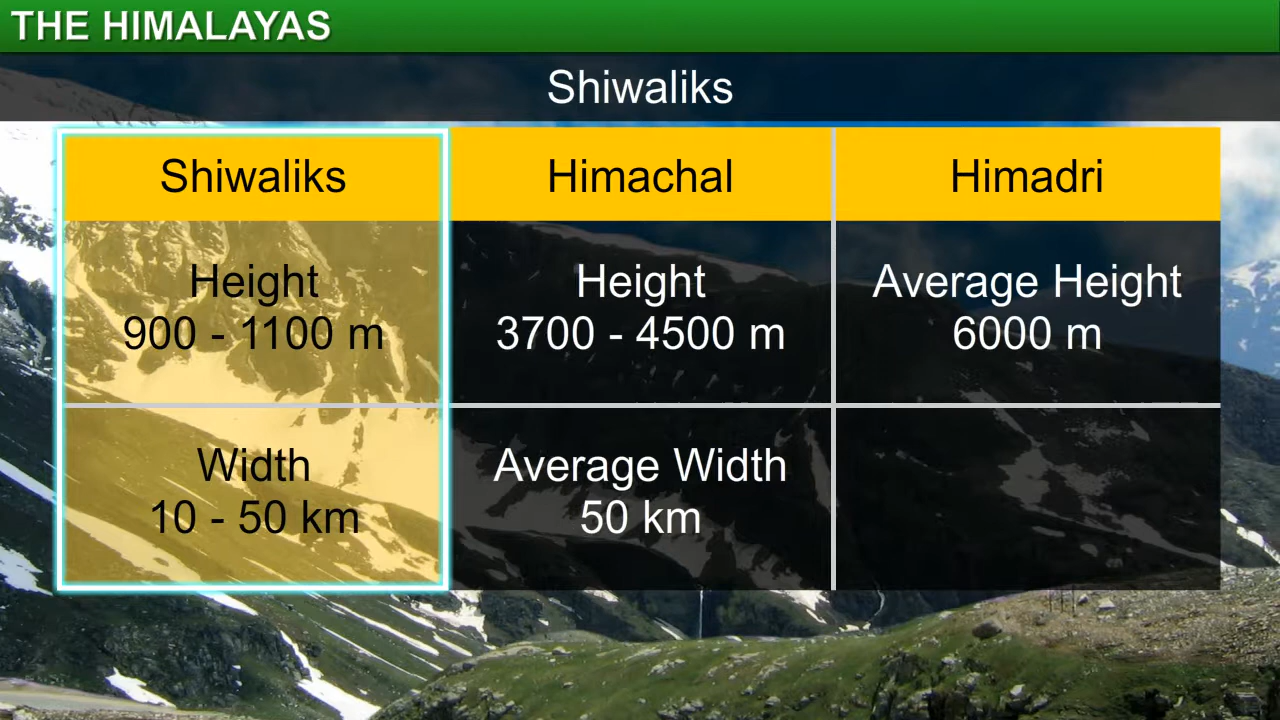 THE HIMALAYAS
Shiwaliks
Shiwaliks
Himachal
Himadri
Height
900 - 1100 m
Height
3700 - 4500 m
Average Height
6000 m
Width
10 - 50 km
Average Width
50 km